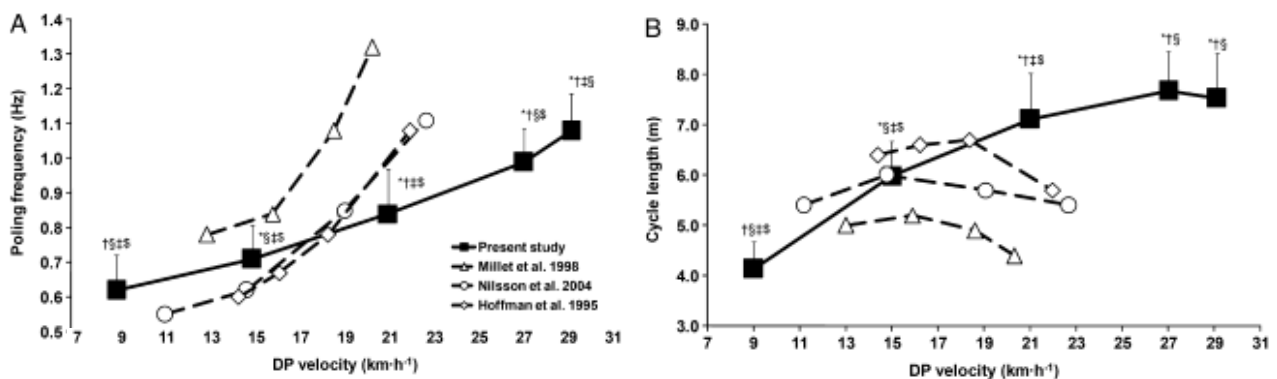 A
B
Poling frequency (Hz)
1.4
1.3
1.2
1.1
1.0
0.9
0.8
0.7
0.6
0.5
†§‡$
*§‡$
*†‡$
*†§$
*†‡§
Present study
Millet et al. 1998
Nilsson et al. 2004
Hoffman et al. 1995
7 9 11 13 15 17 19 21 23 25 27 29 31
DP velocity (km·h⁻¹)
Cycle length (m)
9.0
8.0
7.0
6.0
5.0
4.0
3.0
†§‡$
*§‡$
*†‡$
*†§
*†§
7 9 11 13 15 17 19 21 23 25 27 29 31
DP velocity (km·h⁻¹)